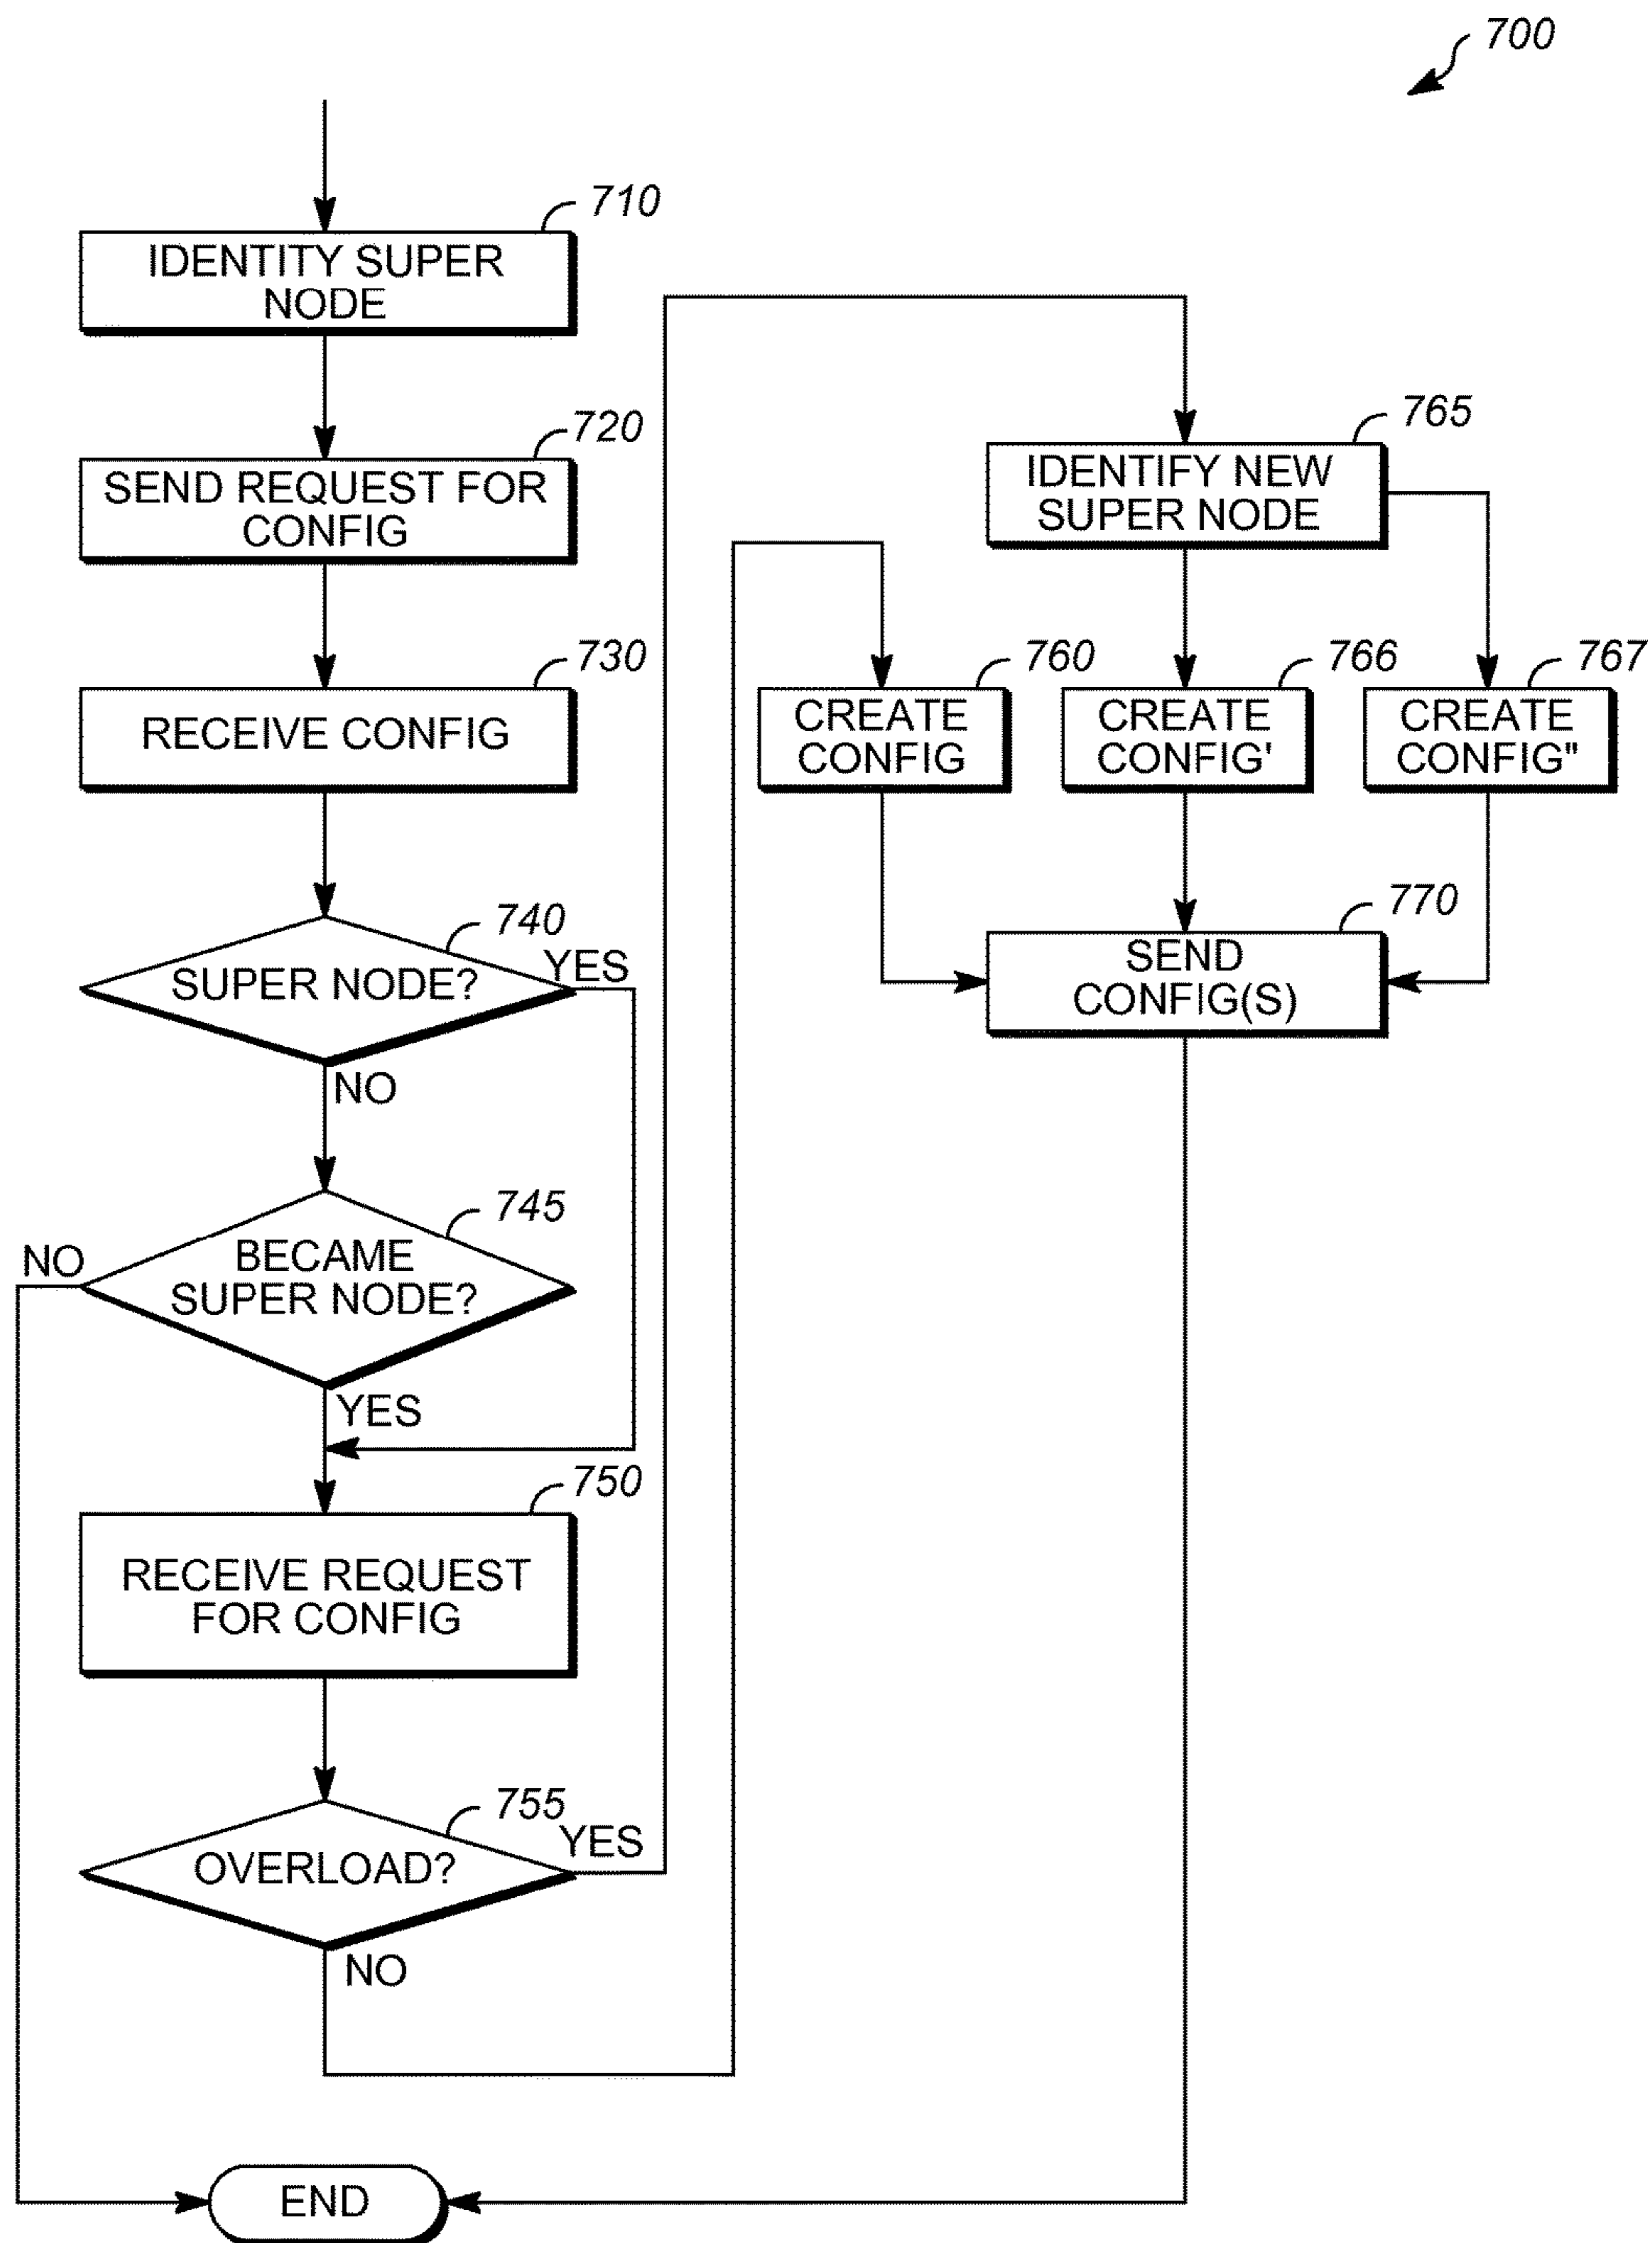 700
710
IDENTITY SUPER
NODE
720
SEND REQUEST FOR
CONFIG
730
RECEIVE CONFIG
740
SUPER NODE?
YES
NO
745
BECAME
SUPER NODE?
NO
YES
750
RECEIVE REQUEST
FOR CONFIG
755
OVERLOAD?
YES
NO
765
IDENTIFY NEW
SUPER NODE
760
CREATE
CONFIG
766
CREATE
CONFIG'
767
CREATE
CONFIG"
770
SEND
CONFIG(S)
END